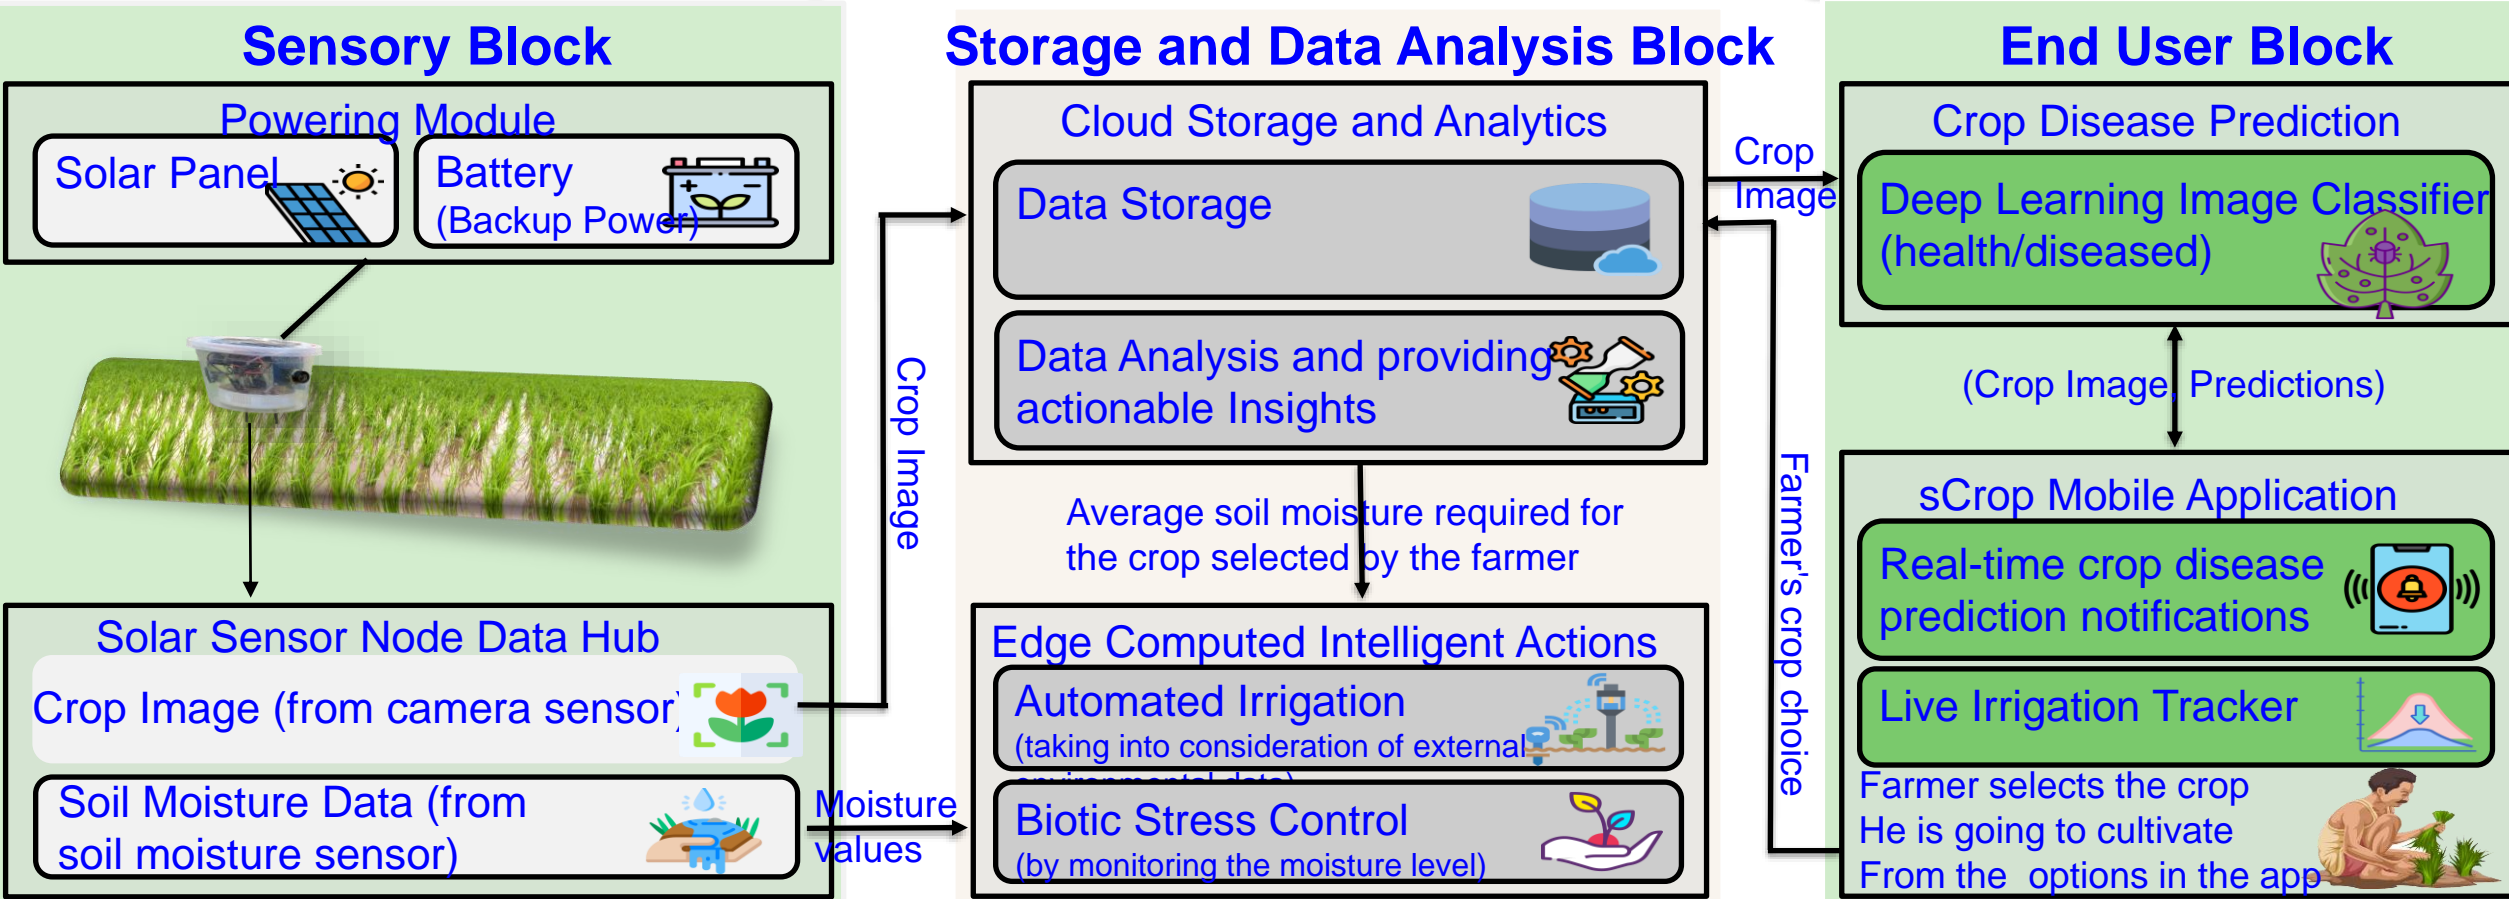 Sensory Block
Powering Module
Solar Panel
Battery
(Backup Power)
Solar Sensor Node Data Hub
Crop Image (from camera sensor)
Soil Moisture Data (from
soil moisture sensor)
Crop Image
Moisture
values
Storage and Data Analysis Block
Cloud Storage and Analytics
Data Storage
Data Analysis and providing
actionable Insights
Average soil moisture required for
the crop selected by the farmer
Edge Computed Intelligent Actions
Automated Irrigation
(taking into consideration of external
environmental data)
Biotic Stress Control
(by monitoring the moisture level)
Crop
Image
Farmer's crop choice
End User Block
Crop Disease Prediction
Deep Learning Image Classifier
(health/diseased)
(Crop Image, Predictions)
sCrop Mobile Application
Real-time crop disease
prediction notifications
Live Irrigation Tracker
Farmer selects the crop
He is going to cultivate
From the options in the app